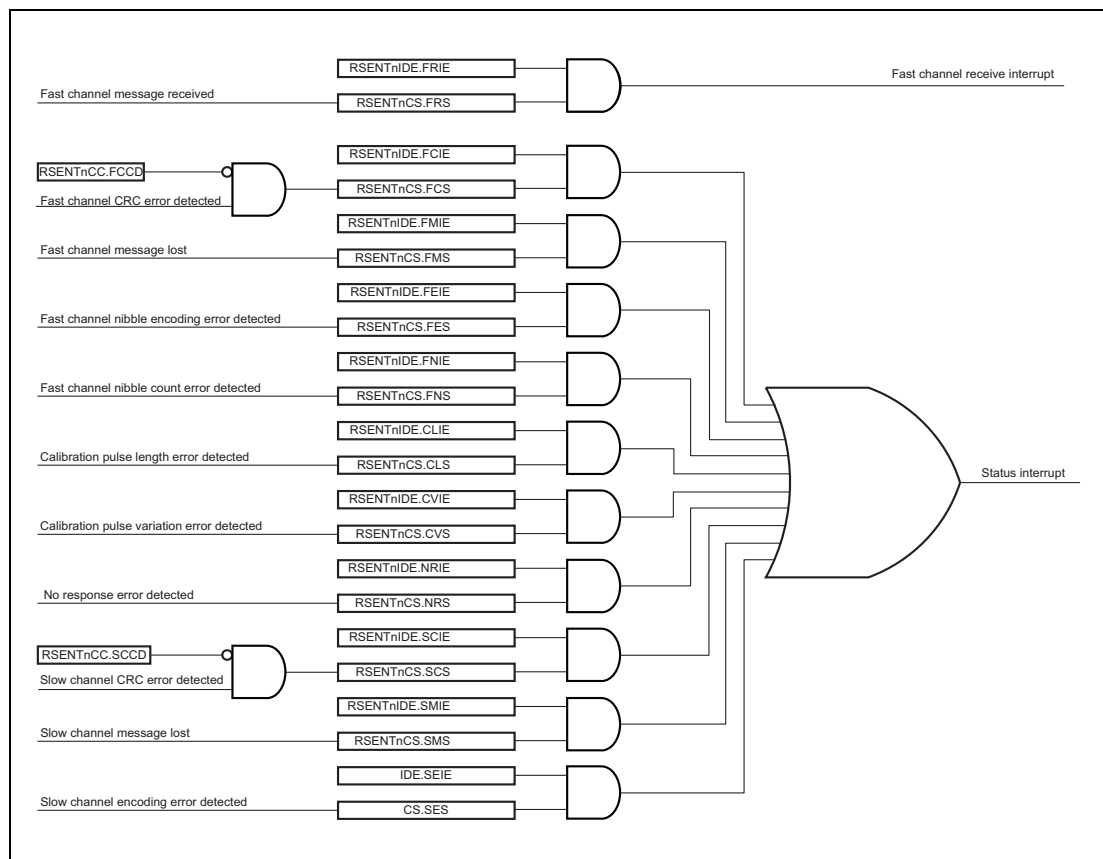 RSENTnIDE.FRIE
Fast channel receive interrupt
Fast channel message received
RSENTnCS.FRS
RSENTnIDE.FCIE
RSENTnCC.FCCD
RSENTnCS.FCS
Fast channel CRC error detected
RSENTnIDE.FMIE
Fast channel message lost
RSENTnCS.FMS
RSENTnIDE.FEIE
Fast channel nibble encoding error detected
RSENTnCS.FES
RSENTnIDE.FNIE
Fast channel nibble count error detected
RSENTnCS.FNS
RSENTnIDE.CLIE
Calibration pulse length error detected
RSENTnCS.CLS
Status interrupt
RSENTnIDE.CVIE
Calibration pulse variation error detected
RSENTnCS.CVS
RSENTnIDE.NRIE
No response error detected
RSENTnCS.NRS
RSENTnIDE.SCIE
RSENTnCC.SCCD
RSENTnCS.SCS
Slow channel CRC error detected
RSENTnIDE.SMIE
Slow channel message lost
RSENTnCS.SMS
IDE.SEIE
Slow channel encoding error detected
CS.SES